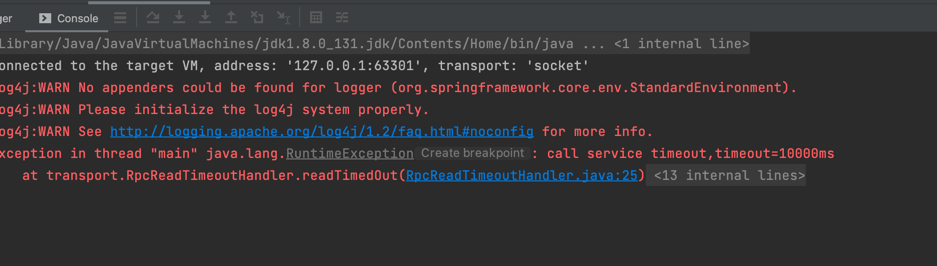 ger Console
Library/Java/JavaVirtualMachines/jdk1.8.0_131.jdk/Contents/Home/bin/java ... <1 internal line>
onnected to the target VM, address: '127.0.0.1:63301', transport: 'socket'
og4j:WARN No appenders could be found for logger (org.springframework.core.env.StandardEnvironment).
og4j:WARN Please initialize the log4j system properly.
og4j:WARN See http://logging.apache.org/log4j/1.2/faq.html#noconfig for more info.
xception in thread "main" java.lang.RuntimeException Create breakpoint : call service timeout,timeout=10000ms
at transport.RpcReadTimeoutHandler.readTimedOut(RpcReadTimeoutHandler.java:25) <13 internal lines>